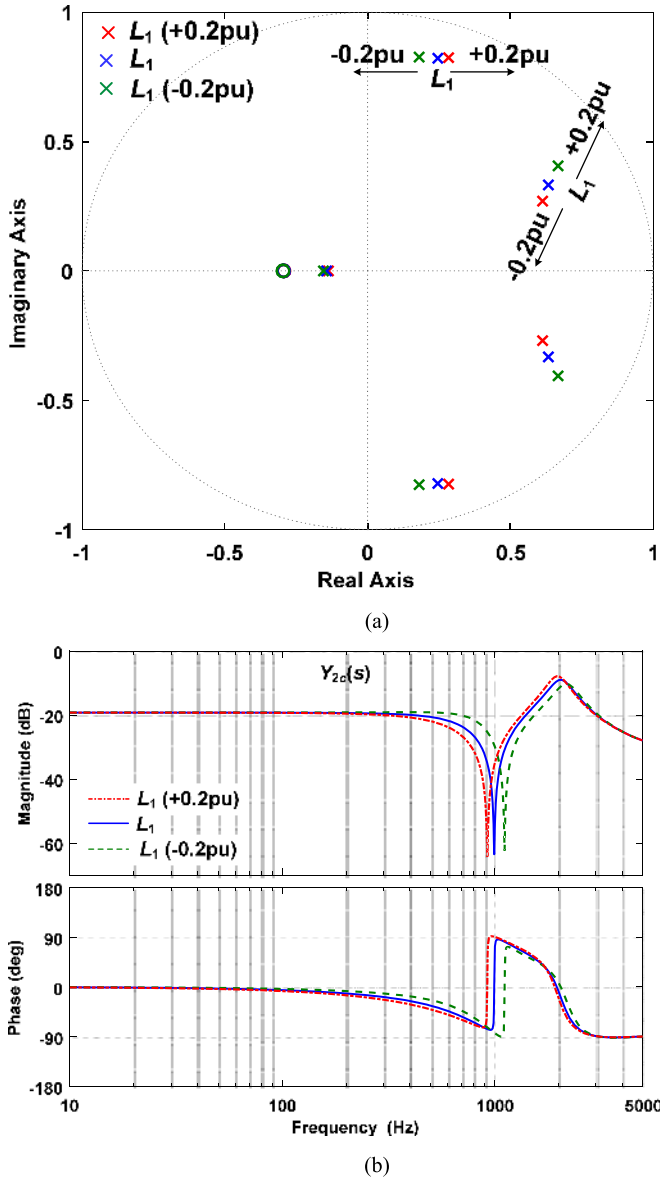 1
L₁ (+0.2pu)
L₁
L₁ (-0.2pu)
-0.2pu +0.2pu
L₁
+0.2pu
L₁
-0.2pu
0.5
0
-0.5
-1
Imaginary Axis
-1 -0.5 0 0.5 1
Real Axis
(a)
Y₂c(s)
0
-20
-40
-60
Magnitude (dB)
L₁ (+0.2pu)
L₁
L₁ (-0.2pu)
180
90
0
-90
-180
Phase (deg)
10 100 1000 5000
Frequency (Hz)
(b)